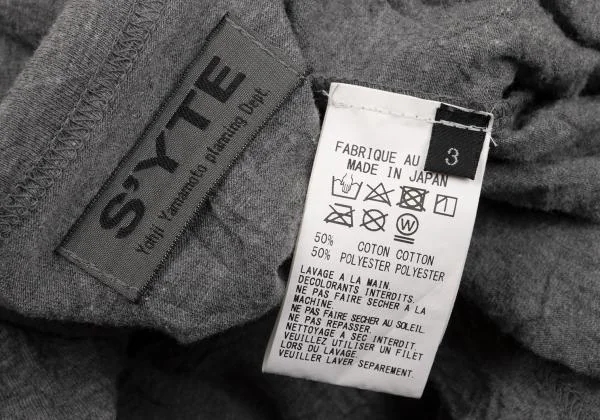 S'YTE
Yohji Yamamoto planning Dept.
3
FABRIQUE AU
MADE IN JAPAN
W
50% COTON COTTON
50% POLYESTER POLYESTER
LAVAGE A LA MAIN.
DECOLORANTS INTERDITS.
NE PAS FAIRE SECHER A LA
MACHINE.
NE PAS FAIRE SECHER AU SOLEIL.
NE PAS REPASSER.
NETTOYAGE A SEC INTERDIT.
VEUILLEZ UTILISER UN FILET
LORS DU LAVAGE.
VEUILLER LAVER SEPAREMENT.